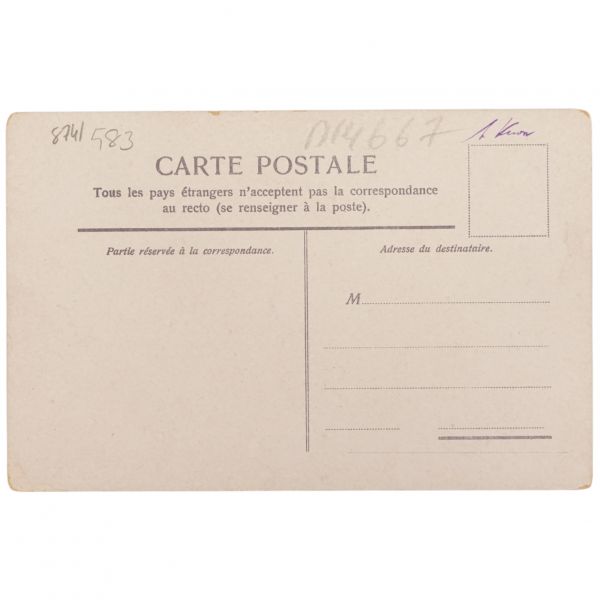 874/583
CARTE POSTALE
Tous les pays étrangers n'acceptent pas la correspondance
au recto (se renseigner à la poste).
Partie réservée à la correspondance.
Adresse du destinataire.
M